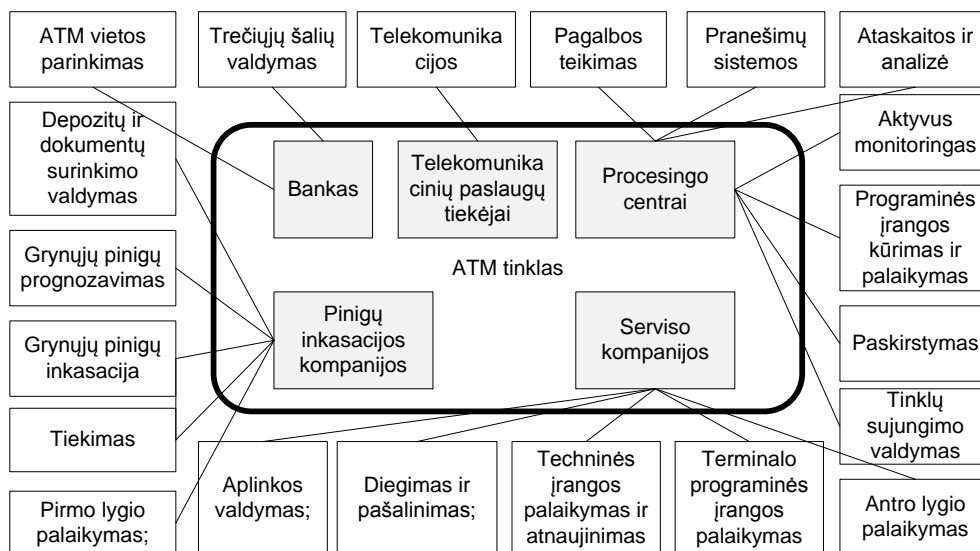 ATM vietos
parinkimas
Trečiųjų šalių
valdymas
Telekomunika
cijos
Pagalbos
teikimas
Pranešimų
sistemos
Ataskaitos ir
analizė
Depozitų ir
dokumentų
surinkimo
valdymas
Bankas
Telekomunika
cinių paslaugų
tiekėjai
Procesingo
centrai
Aktyvus
monitoringas
Programinės
įrangos
kūrimas ir
palaikymas
Grynųjų pinigų
prognozavimas
ATM tinklas
Grynųjų pinigų
inkasacija
Pinigų
inkasacijos
kompanijos
Serviso
kompanijos
Paskirstymas
Tiekimas
Tinklų
sujungimo
valdymas
Pirmo lygio
palaikymas;
Aplinkos
valdymas;
Diegimas ir
pašalinimas;
Techninės
įrangos
palaikymas ir
atnaujinimas
Terminalo
programinės
įrangos
palaikymas
Antro lygio
palaikymas